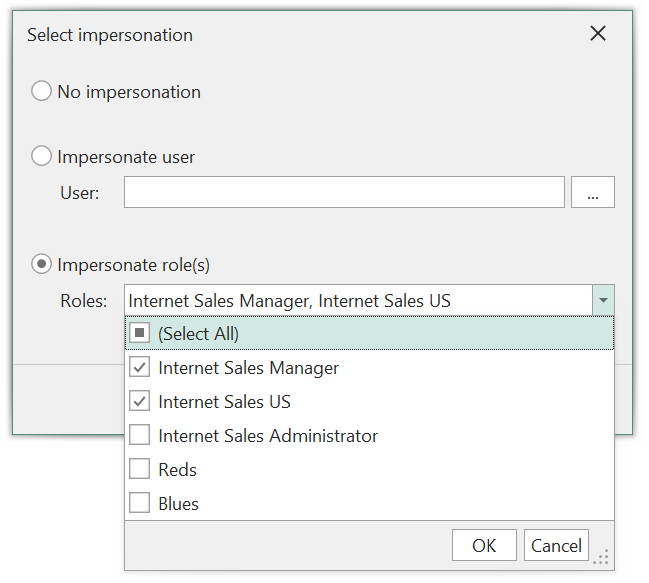 Select impersonation
No impersonation
Impersonate user
User:
...
Impersonate role(s)
Roles: Internet Sales Manager, Internet Sales US
(Select All)
Internet Sales Manager
Internet Sales US
Internet Sales Administrator
Reds
Blues
OK Cancel